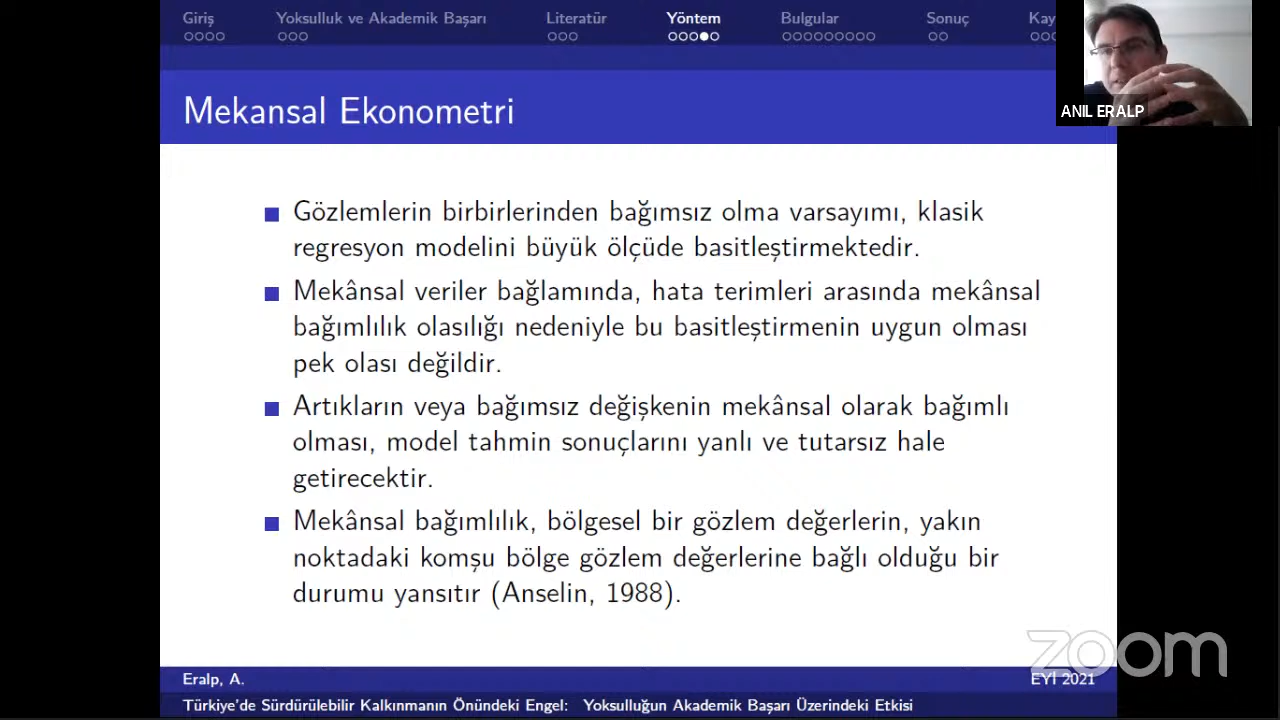 Giriş Yoksulluk ve Akademik Başarı Literatür Yöntem Bulgular Sonuç Kay
ANIL ERALP
Mekansal Ekonometri
Gözlemlerin birbirlerinden bağımsız olma varsayımı, klasik
regresyon modelini büyük ölçüde basitleştirmektedir.
Mekânsal veriler bağlamında, hata terimleri arasında mekânsal
bağımlılık olasılığı nedeniyle bu basitleştirmenin uygun olması
pek olası değildir.
Artıkların veya bağımsız değişkenin mekânsal olarak bağımlı
olması, model tahmin sonuçlarını yanlı ve tutarsız hale
getirecektir.
Mekânsal bağımlılık, bölgesel bir gözlem değerlerin, yakın
noktadaki komşu bölge gözlem değerlerine bağlı olduğu bir
durumu yansıtır (Anselin, 1988).
zoom
Eralp, A. EYİ 2021
Türkiye'de Sürdürülebilir Kalkınmanın Önündeki Engel: Yoksulluğun Akademik Başarı Üzerindeki Etkisi